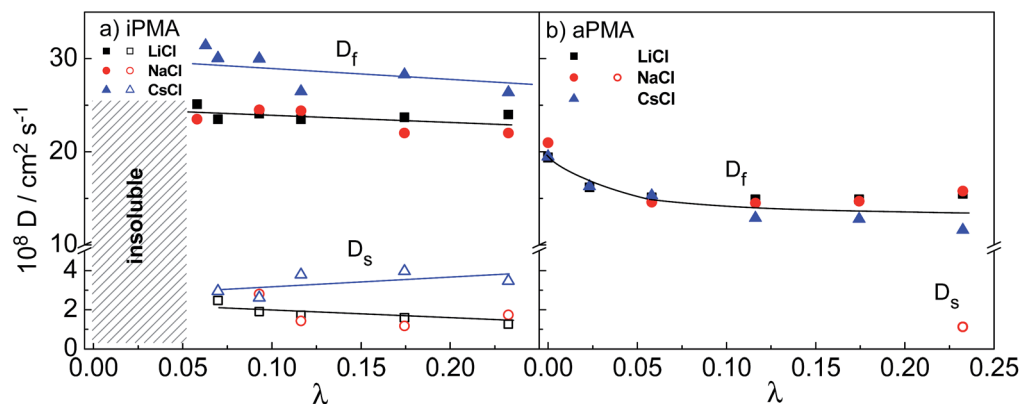 a) iPMA
LiCl
NaCl
CsCl
D_f
D_s
insoluble
10^8 D / cm^2 s^-1
30
20
10
4
2
0
0.00 0.05 0.10 0.15 0.20
λ
b) aPMA
LiCl
NaCl
CsCl
D_f
D_s
0.00 0.05 0.10 0.15 0.20 0.25
λ